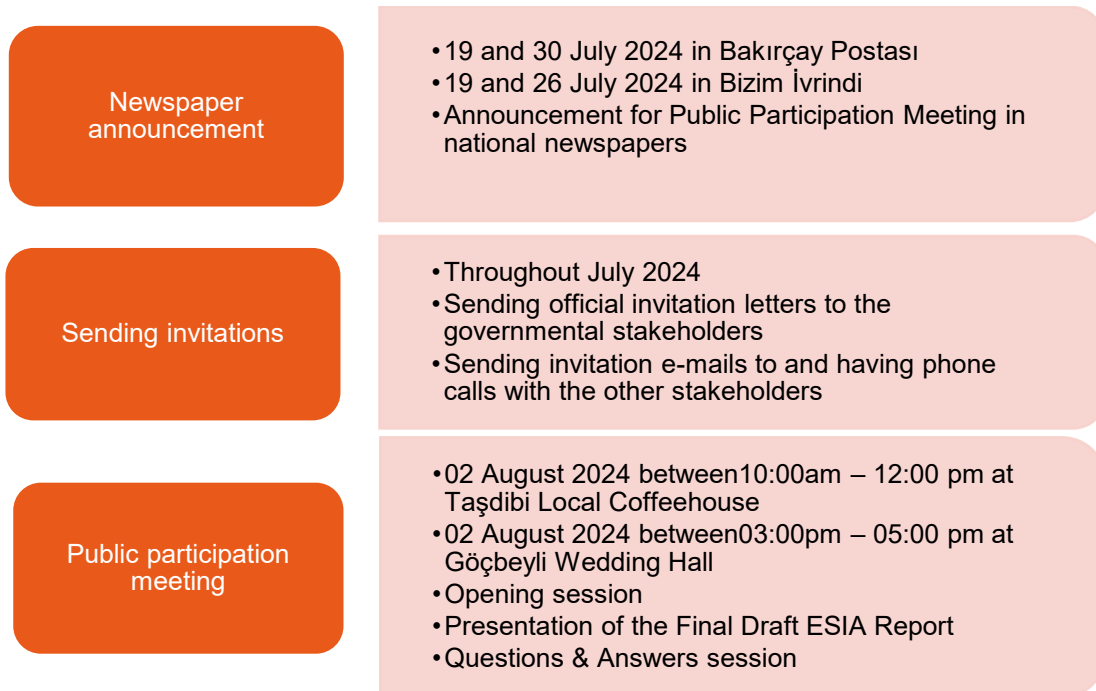 Newspaper
announcement
•19 and 30 July 2024 in Bakırçay Postası
•19 and 26 July 2024 in Bizim İvrindi
•Announcement for Public Participation Meeting in
national newspapers
Sending invitations
•Throughout July 2024
•Sending official invitation letters to the
governmental stakeholders
•Sending invitation e-mails to and having phone
calls with the other stakeholders
Public participation
meeting
•02 August 2024 between10:00am – 12:00 pm at
Taşdibi Local Coffeehouse
•02 August 2024 between03:00pm – 05:00 pm at
Göçbeyli Wedding Hall
•Opening session
•Presentation of the Final Draft ESIA Report
•Questions & Answers session